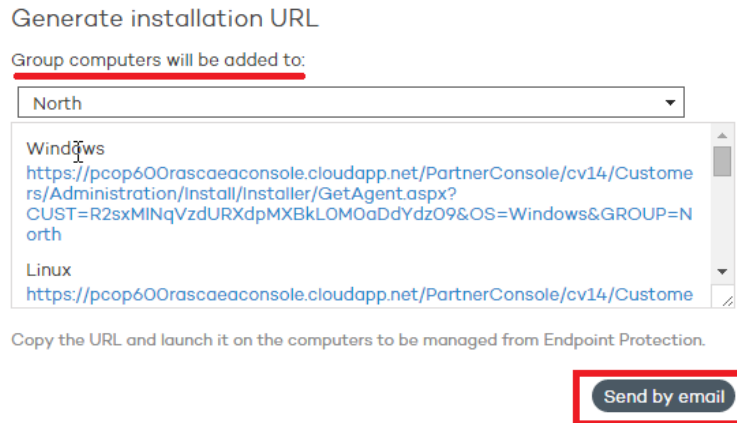 Generate installation URL
Group computers will be added to:
North
Windows
https://pcop600rascaeaconsole.cloudapp.net/PartnerConsole/cv14/Custome
rs/Administration/Install/Installer/GetAgent.aspx?
CUST=R2sxMlNqVzdURXdpMXBkL0M0aDdYdz09&OS=Windows&GROUP=N
orth
Linux
https://pcop600rascaeaconsole.cloudapp.net/PartnerConsole/cv14/Custome
Copy the URL and launch it on the computers to be managed from Endpoint Protection.
Send by email